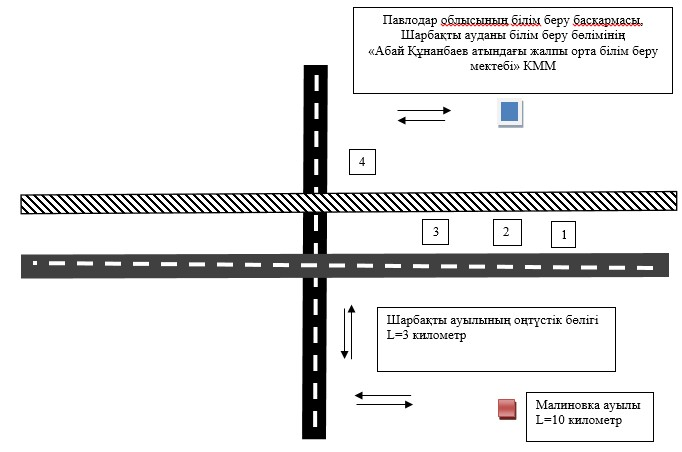 Павлодар облысының білім беру басқармасы,
Шарбақты ауданы білім беру бөлімінің
«Абай Құнанбаев атындағы жалпы орта білім беру
мектебі» КММ
4
3
2
1
Шарбақты ауылының оңтүстік бөлігі
L=3 километр
Малиновка ауылы
L=10 километр